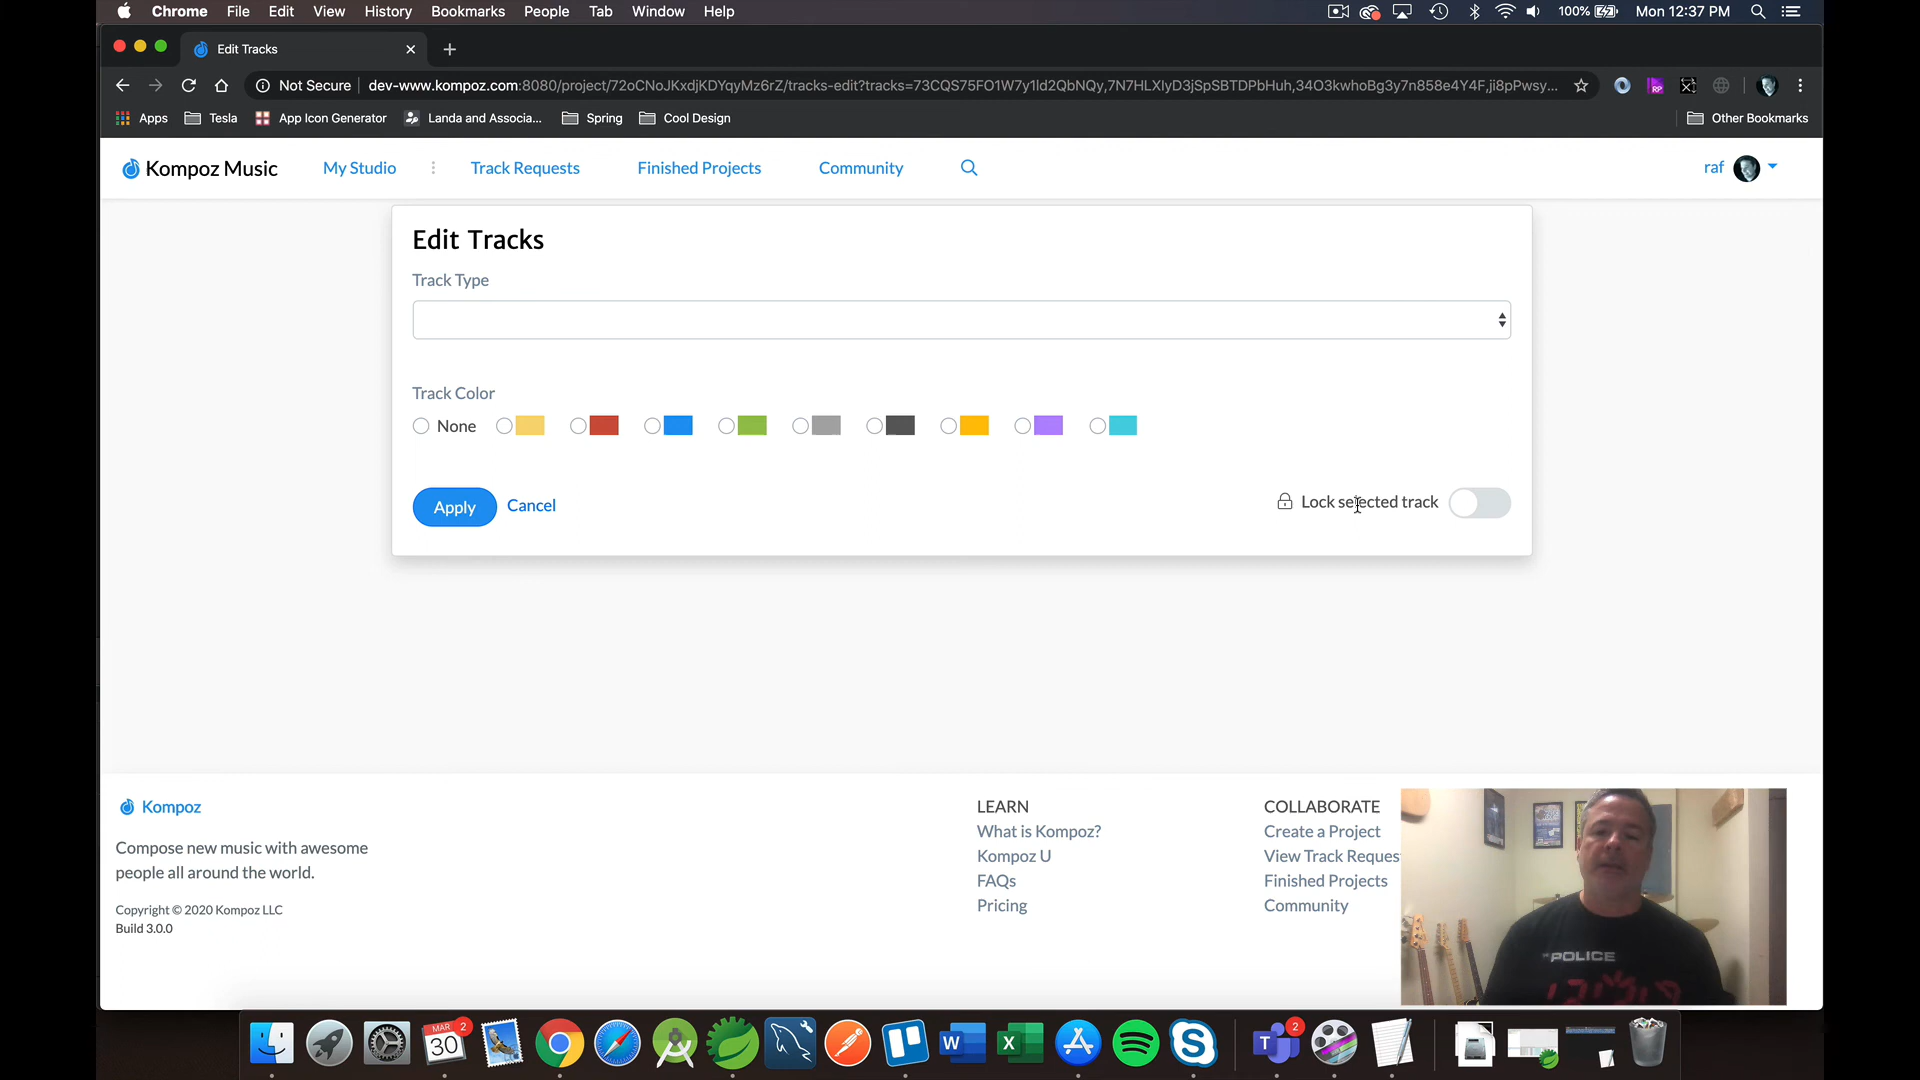 Chrome File Edit View History Bookmarks People Tab Window Help 100% Mon 12:37 PM
Edit Tracks
Not Secure dev-www.kompoz.com:8080/project/72oCNoJKxdjKDYqyMz6rZ/tracks-edit?tracks=73CQS75FO1W7y1ld2QbNQy,7N7HLXlyD3jSpSBTDPbHuh,34O3kwhoBg3y7n858e4Y4F,ji8pPwsy...
RP
Apps Tesla App Icon Generator Landa and Associa... Spring Cool Design Other Bookmarks
Kompoz Music My Studio Track Requests Finished Projects Community raf
Edit Tracks
Track Type
Track Color
None
Apply Cancel Lock selected track
Kompoz
Compose new music with awesome
people all around the world.
Copyright © 2020 Kompoz LLC
Build 3.0.0
LEARN
What is Kompoz?
Kompoz U
FAQs
Pricing
COLLABORATE
Create a Project
View Track Reques
Finished Projects
Community
POLICE
MAR 2
30
W
X
T 2
S